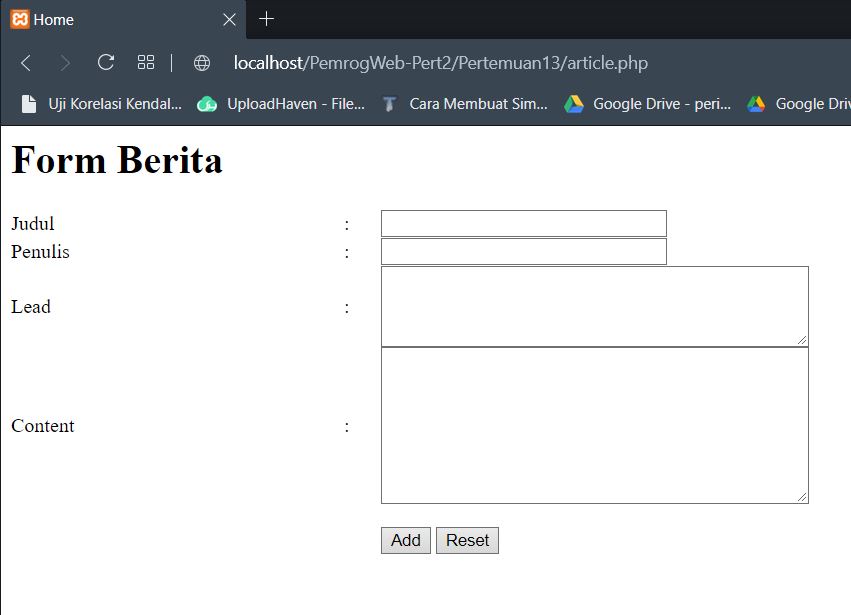 Home
localhost/PemrogWeb-Pert2/Pertemuan13/article.php
Uji Korelasi Kendal... UploadHaven - File... Cara Membuat Sim... Google Drive - peri... Google Driv
Form Berita
Judul :
Penulis :
Lead :
Content :
Add Reset